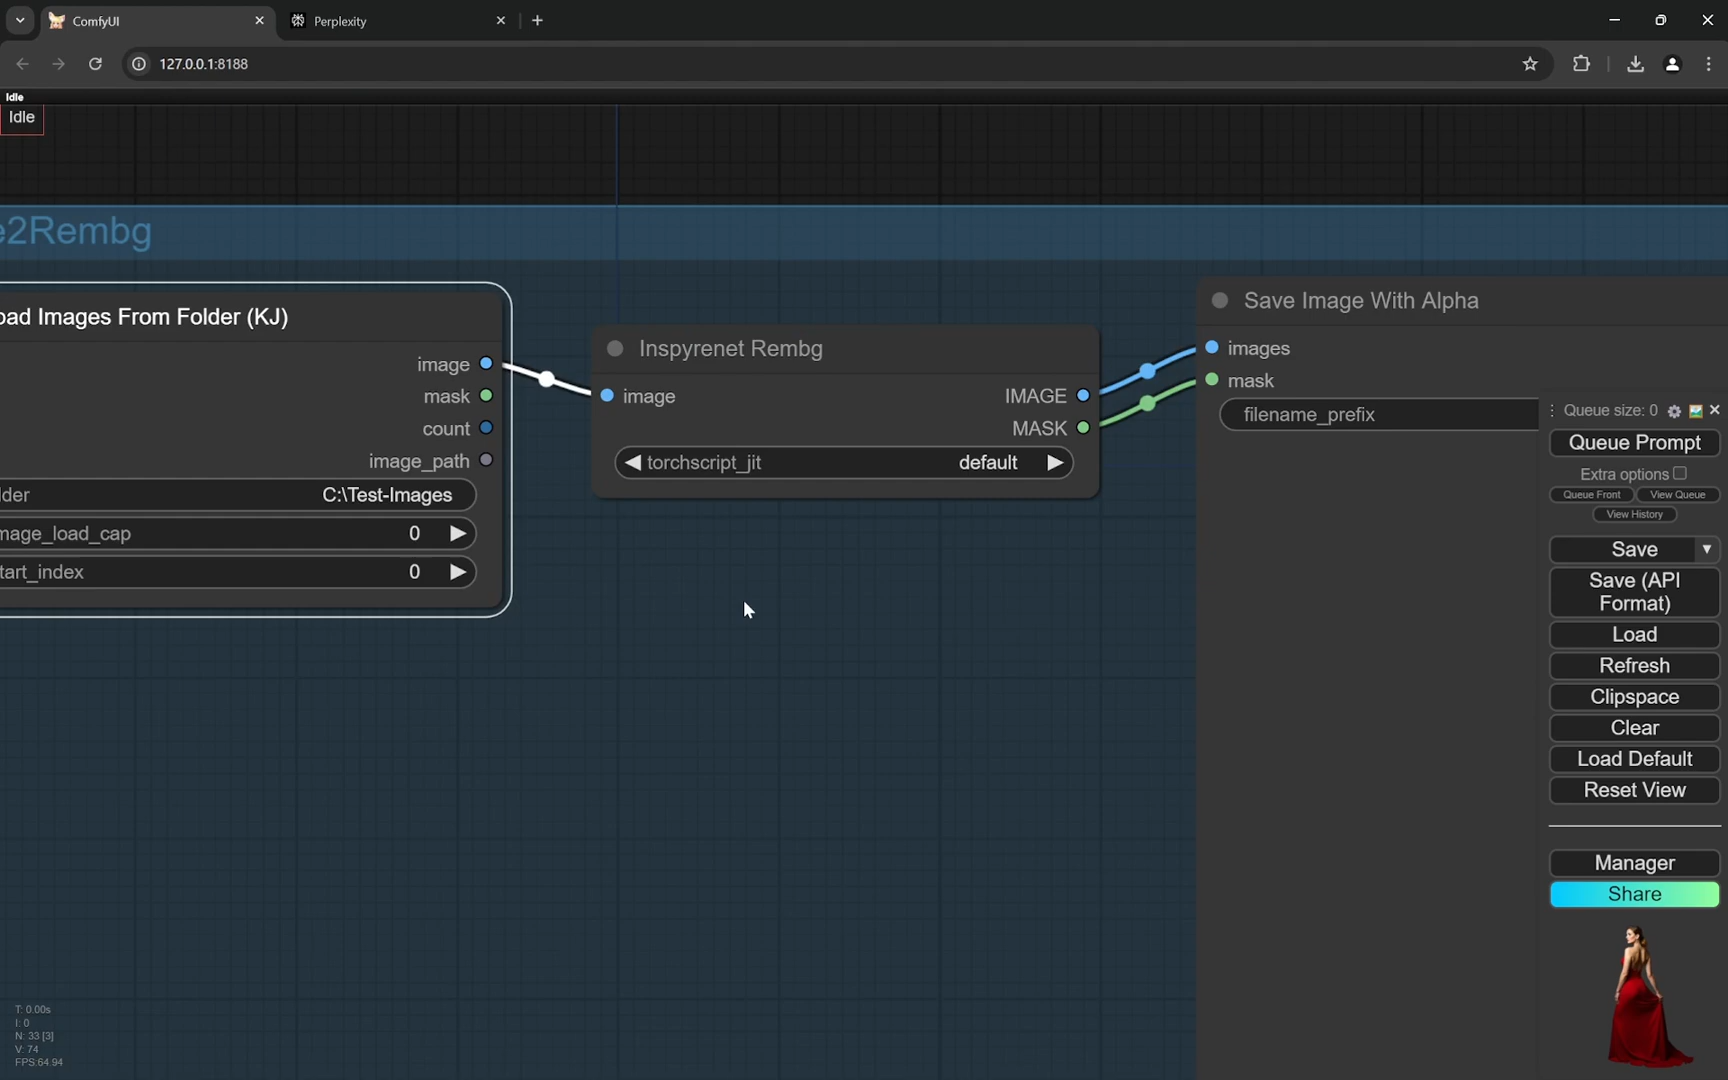 ComfyUI
Perplexity
127.0.0.1:8188
Idle
Idle
e2Rembg
oad Images From Folder (KJ)
image
mask
count
image_path
lder C:\Test-Images
mage_load_cap 0
tart_index 0
Inspyrenet Rembg
image IMAGE
MASK
torchscript_jit default
Save Image With Alpha
images
mask
filename_prefix
Queue size: 0
Queue Prompt
Extra options
Queue Front View Queue
View History
Save
Save (API
Format)
Load
Refresh
Clipspace
Clear
Load Default
Reset View
Manager
Share
T: 0.00s
I: 0
N: 33 [3]
V: 74
FPS:64.94